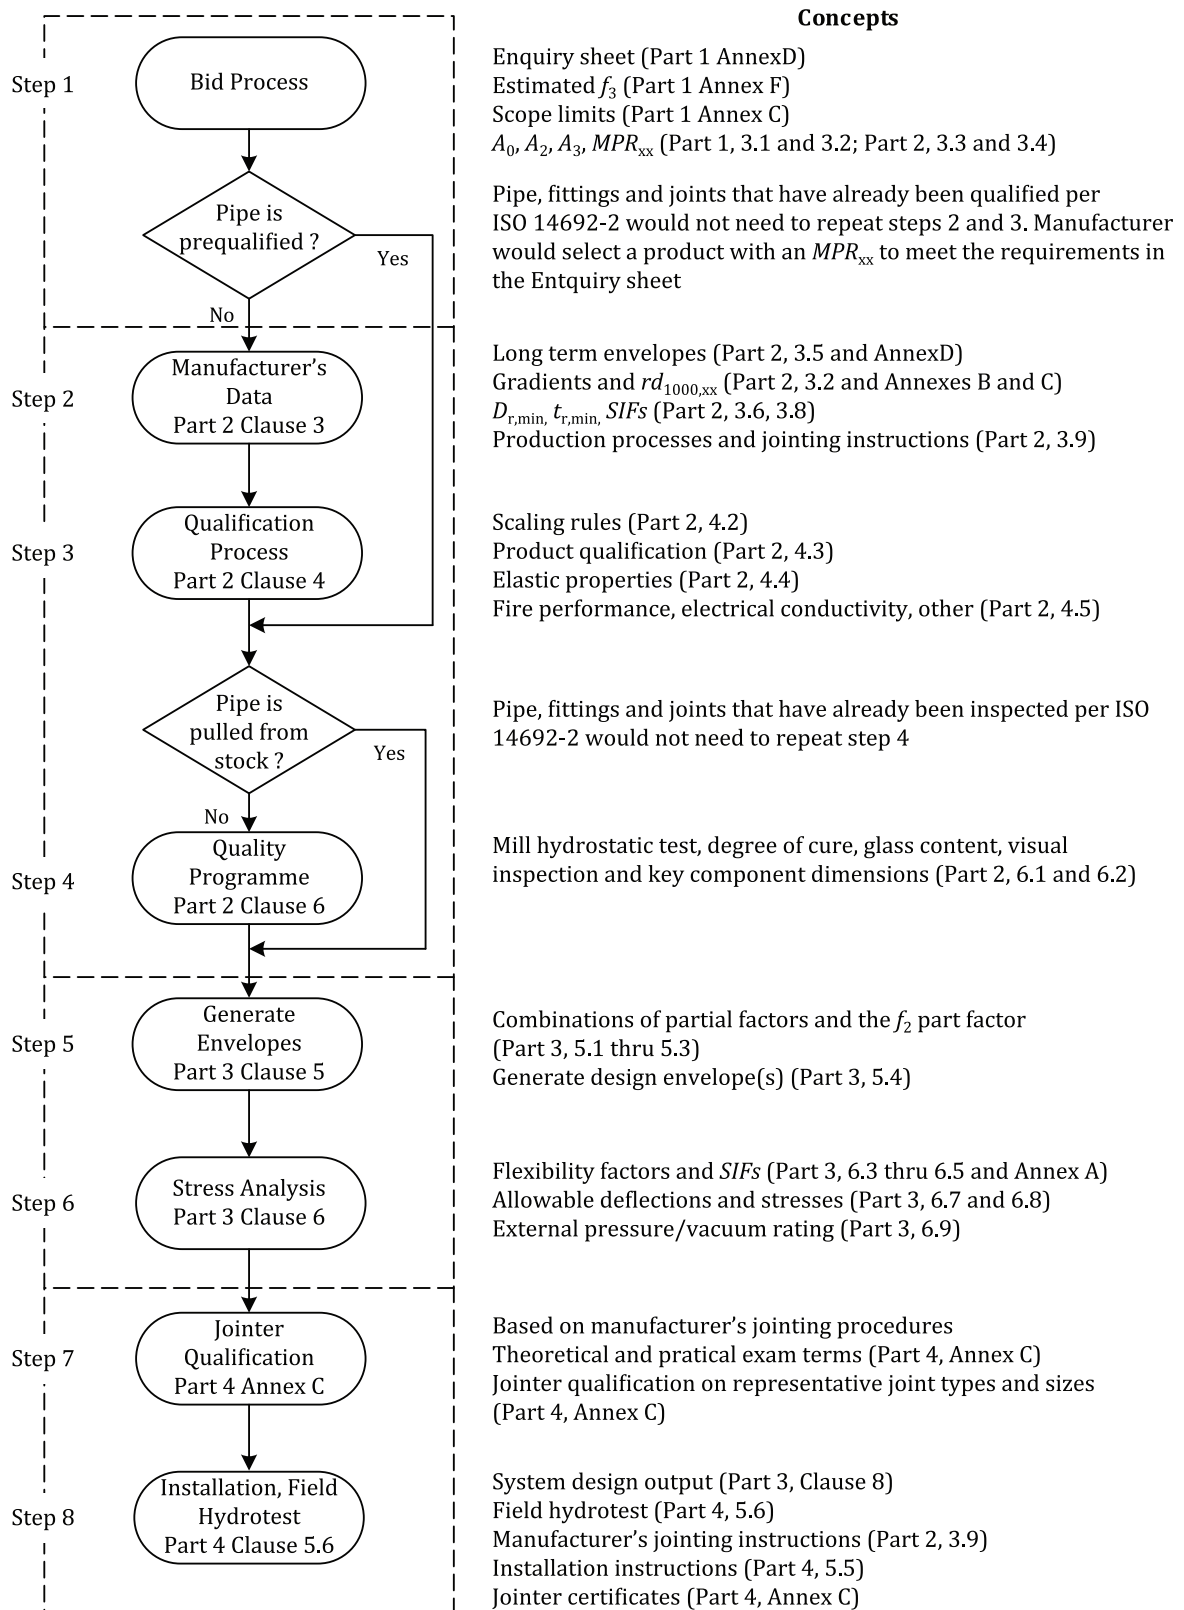 Concepts
Step 1
Bid Process
Enquiry sheet (Part 1 AnnexD)
Estimated f3 (Part 1 Annex F)
Scope limits (Part 1 Annex C)
A0, A2, A3, MPRxx (Part 1, 3.1 and 3.2; Part 2, 3.3 and 3.4)
Pipe is
prequalified ?
Yes
No
Pipe, fittings and joints that have already been qualified per
ISO 14692-2 would not need to repeat steps 2 and 3. Manufacturer
would select a product with an MPRxx to meet the requirements in
the Entquiry sheet
Step 2
Manufacturer's
Data
Part 2 Clause 3
Long term envelopes (Part 2, 3.5 and AnnexD)
Gradients and rd1000,xx (Part 2, 3.2 and Annexes B and C)
Dr,min, tr,min, SIFs (Part 2, 3.6, 3.8)
Production processes and jointing instructions (Part 2, 3.9)
Step 3
Qualification
Process
Part 2 Clause 4
Scaling rules (Part 2, 4.2)
Product qualification (Part 2, 4.3)
Elastic properties (Part 2, 4.4)
Fire performance, electrical conductivity, other (Part 2, 4.5)
Pipe is
pulled from
stock ?
Yes
No
Pipe, fittings and joints that have already been inspected per ISO
14692-2 would not need to repeat step 4
Step 4
Quality
Programme
Part 2 Clause 6
Mill hydrostatic test, degree of cure, glass content, visual
inspection and key component dimensions (Part 2, 6.1 and 6.2)
Step 5
Generate
Envelopes
Part 3 Clause 5
Combinations of partial factors and the f2 part factor
(Part 3, 5.1 thru 5.3)
Generate design envelope(s) (Part 3, 5.4)
Step 6
Stress Analysis
Part 3 Clause 6
Flexibility factors and SIFs (Part 3, 6.3 thru 6.5 and Annex A)
Allowable deflections and stresses (Part 3, 6.7 and 6.8)
External pressure/vacuum rating (Part 3, 6.9)
Step 7
Jointer
Qualification
Part 4 Annex C
Based on manufacturer's jointing procedures
Theoretical and pratical exam terms (Part 4, Annex C)
Jointer qualification on representative joint types and sizes
(Part 4, Annex C)
Step 8
Installation, Field
Hydrotest
Part 4 Clause 5.6
System design output (Part 3, Clause 8)
Field hydrotest (Part 4, 5.6)
Manufacturer's jointing instructions (Part 2, 3.9)
Installation instructions (Part 4, 5.5)
Jointer certificates (Part 4, Annex C)